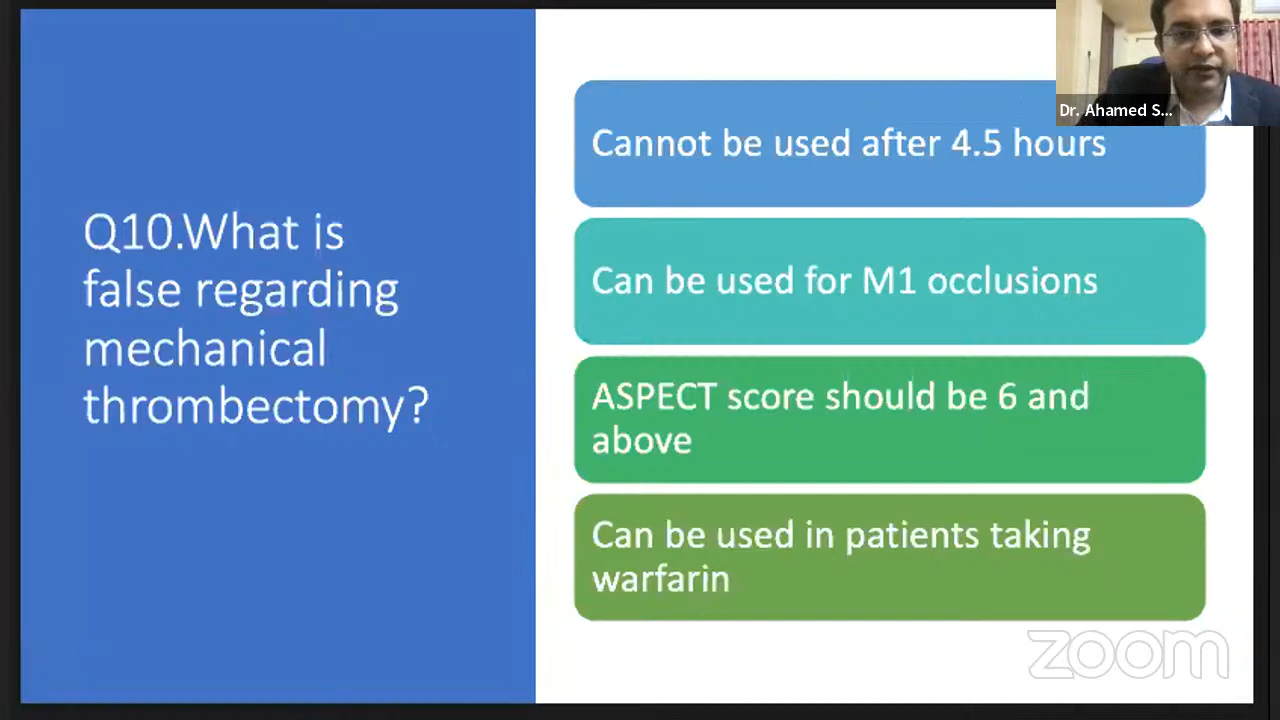 Dr. Ahamed S...
Q10.What is
false regarding
mechanical
thrombectomy?
Cannot be used after 4.5 hours
Can be used for M1 occlusions
ASPECT score should be 6 and
above
Can be used in patients taking
warfarin
zoom